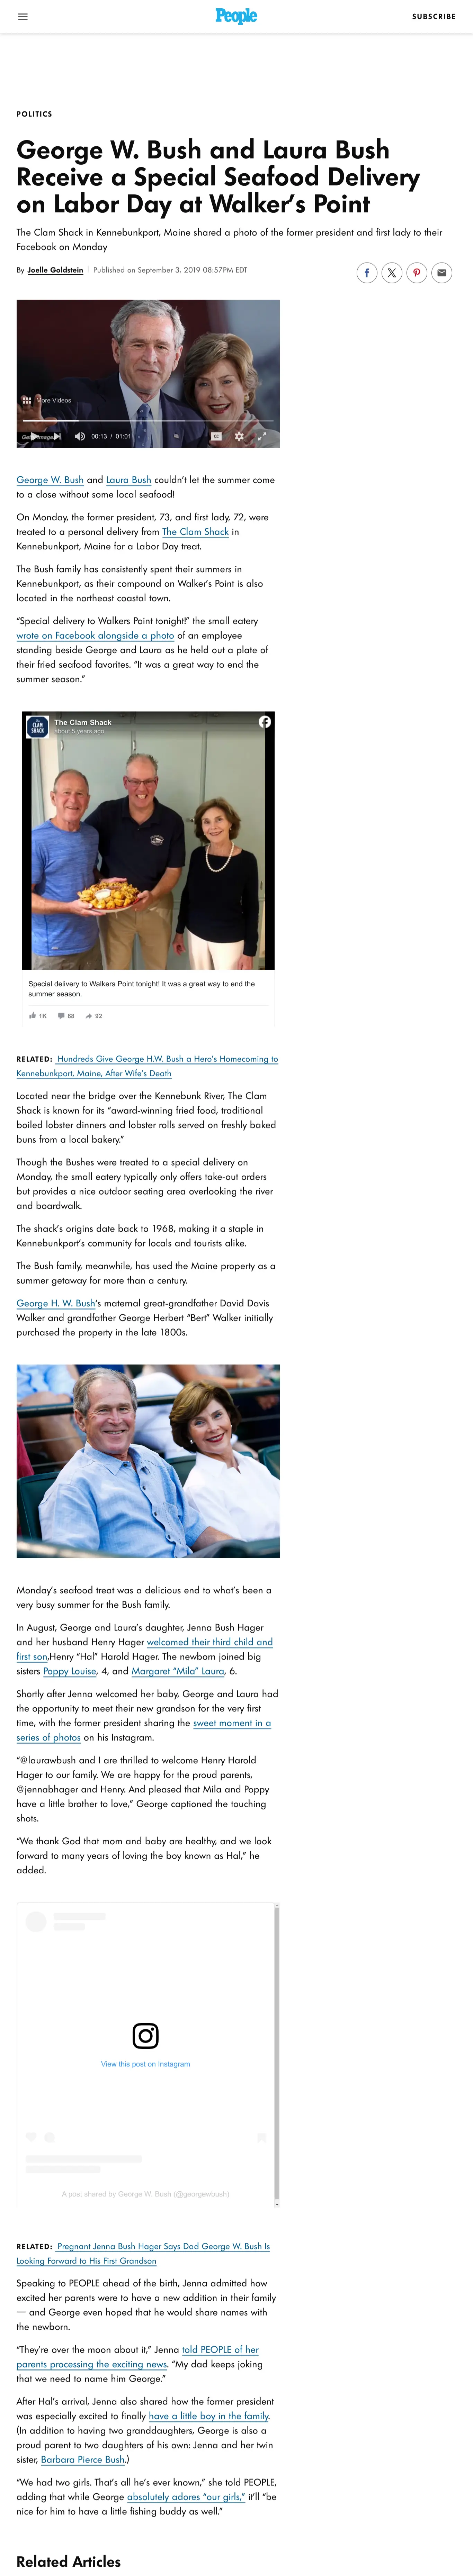 People
SUBSCRIBE
POLITICS
George W. Bush and Laura Bush
Receive a Special Seafood Delivery
on Labor Day at Walker’s Point
The Clam Shack in Kennebunkport, Maine shared a photo of the former president and first lady to their
Facebook on Monday
By Joelle Goldstein | Published on September 3, 2019 08:57PM EDT
More Videos
00:13 / 01:01
George W. Bush and Laura Bush couldn’t let the summer come
to a close without some local seafood!
On Monday, the former president, 73, and first lady, 72, were
treated to a personal delivery from The Clam Shack in
Kennebunkport, Maine for a Labor Day treat.
The Bush family has consistently spent their summers in
Kennebunkport, as their compound on Walker’s Point is also
located in the northeast coastal town.
“Special delivery to Walkers Point tonight!” the small eatery
wrote on Facebook alongside a photo of an employee
standing beside George and Laura as he held out a plate of
their fried seafood favorites. “It was a great way to end the
summer season.”
The Clam Shack
about 5 years ago
CLAM
SHACK
Special delivery to Walkers Point tonight! It was a great way to end the
summer season.
1K 68 92
RELATED: Hundreds Give George H.W. Bush a Hero’s Homecoming to
Kennebunkport, Maine, After Wife’s Death
Located near the bridge over the Kennebunk River, The Clam
Shack is known for its “award-winning fried food, traditional
boiled lobster dinners and lobster rolls served on freshly baked
buns from a local bakery.”
Though the Bushes were treated to a special delivery on
Monday, the small eatery typically only offers take-out orders
but provides a nice outdoor seating area overlooking the river
and boardwalk.
The shack’s origins date back to 1968, making it a staple in
Kennebunkport’s community for locals and tourists alike.
The Bush family, meanwhile, has used the Maine property as a
summer getaway for more than a century.
George H. W. Bush‘s maternal great-grandfather David Davis
Walker and grandfather George Herbert “Bert” Walker initially
purchased the property in the late 1800s.
Monday’s seafood treat was a delicious end to what’s been a
very busy summer for the Bush family.
In August, George and Laura’s daughter, Jenna Bush Hager
and her husband Henry Hager welcomed their third child and
first son,Henry “Hal” Harold Hager. The newborn joined big
sisters Poppy Louise, 4, and Margaret “Mila” Laura, 6.
Shortly after Jenna welcomed her baby, George and Laura had
the opportunity to meet their new grandson for the very first
time, with the former president sharing the sweet moment in a
series of photos on his Instagram.
“@laurawbush and I are thrilled to welcome Henry Harold
Hager to our family. We are happy for the proud parents,
@jennabhager and Henry. And pleased that Mila and Poppy
have a little brother to love,” George captioned the touching
shots.
“We thank God that mom and baby are healthy, and we look
forward to many years of loving the boy known as Hal,” he
added.
View this post on Instagram
A post shared by George W. Bush (@georgewbush)
RELATED: Pregnant Jenna Bush Hager Says Dad George W. Bush Is
Looking Forward to His First Grandson
Speaking to PEOPLE ahead of the birth, Jenna admitted how
excited her parents were to have a new addition in their family
— and George even hoped that he would share names with
the newborn.
“They’re over the moon about it,” Jenna told PEOPLE of her
parents processing the exciting news. “My dad keeps joking
that we need to name him George.”
After Hal’s arrival, Jenna also shared how the former president
was especially excited to finally have a little boy in the family.
(In addition to having two granddaughters, George is also a
proud parent to two daughters of his own: Jenna and her twin
sister, Barbara Pierce Bush.)
“We had two girls. That’s all he’s ever known,” she told PEOPLE,
adding that while George absolutely adores “our girls,” it’ll “be
nice for him to have a little fishing buddy as well.”
Related Articles